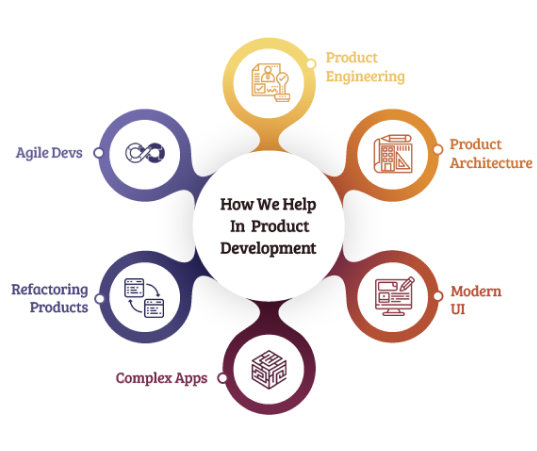 Product
Engineering
Agile Devs
Product
Architecture
How We Help
In Product
Development
Refactoring
Products
Modern
UI
Complex Apps